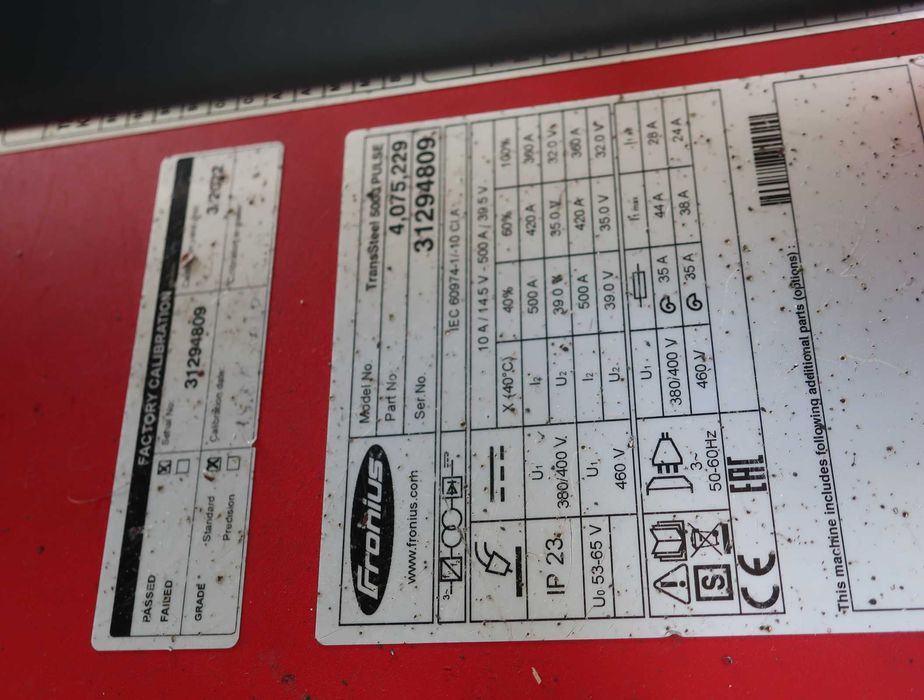 FACTORY CALIBRATION
PASSED
FAILED
Serial No.:
31294809
GRADE
Standard
Precision
Calibration date:
3/2022
Fronius
www.fronius.com
Model No. TransSteel 5000 PULSE
Part No. 4,075,229
Ser.No. 31294809
3~
IEC 60974-1/-10 Cl.A
10 A / 14.5 V - 500 A / 39.5 V
X (40°C) 40% 60% 100%
U1 380/400 V I2 500 A 420 A 360 A
U2 39.0 V 35.0 V 32.0 V
U1 460 V I2 500 A 420 A 360 A
U2 39.0 V 35.0 V 32.0 V
IP 23
U0 53-65 V
3~
50-60Hz
U1 I1 max
380/400 V 35 A 44 A 28 A
460 V 35 A 38 A 24 A
S
CE
EAC
This machine includes following additional parts (options):